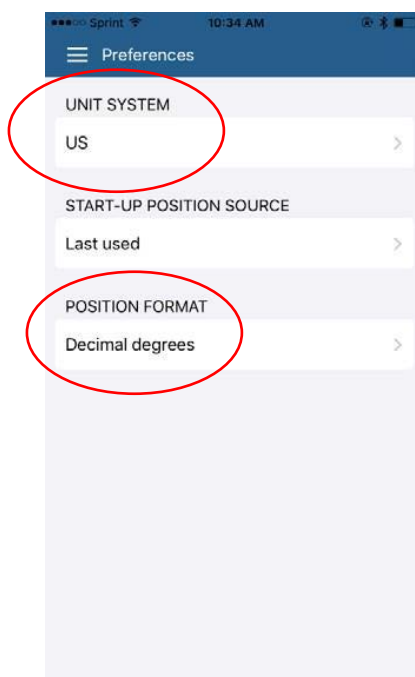 Sprint 10:34 AM
Preferences
UNIT SYSTEM
US
START-UP POSITION SOURCE
Last used
POSITION FORMAT
Decimal degrees